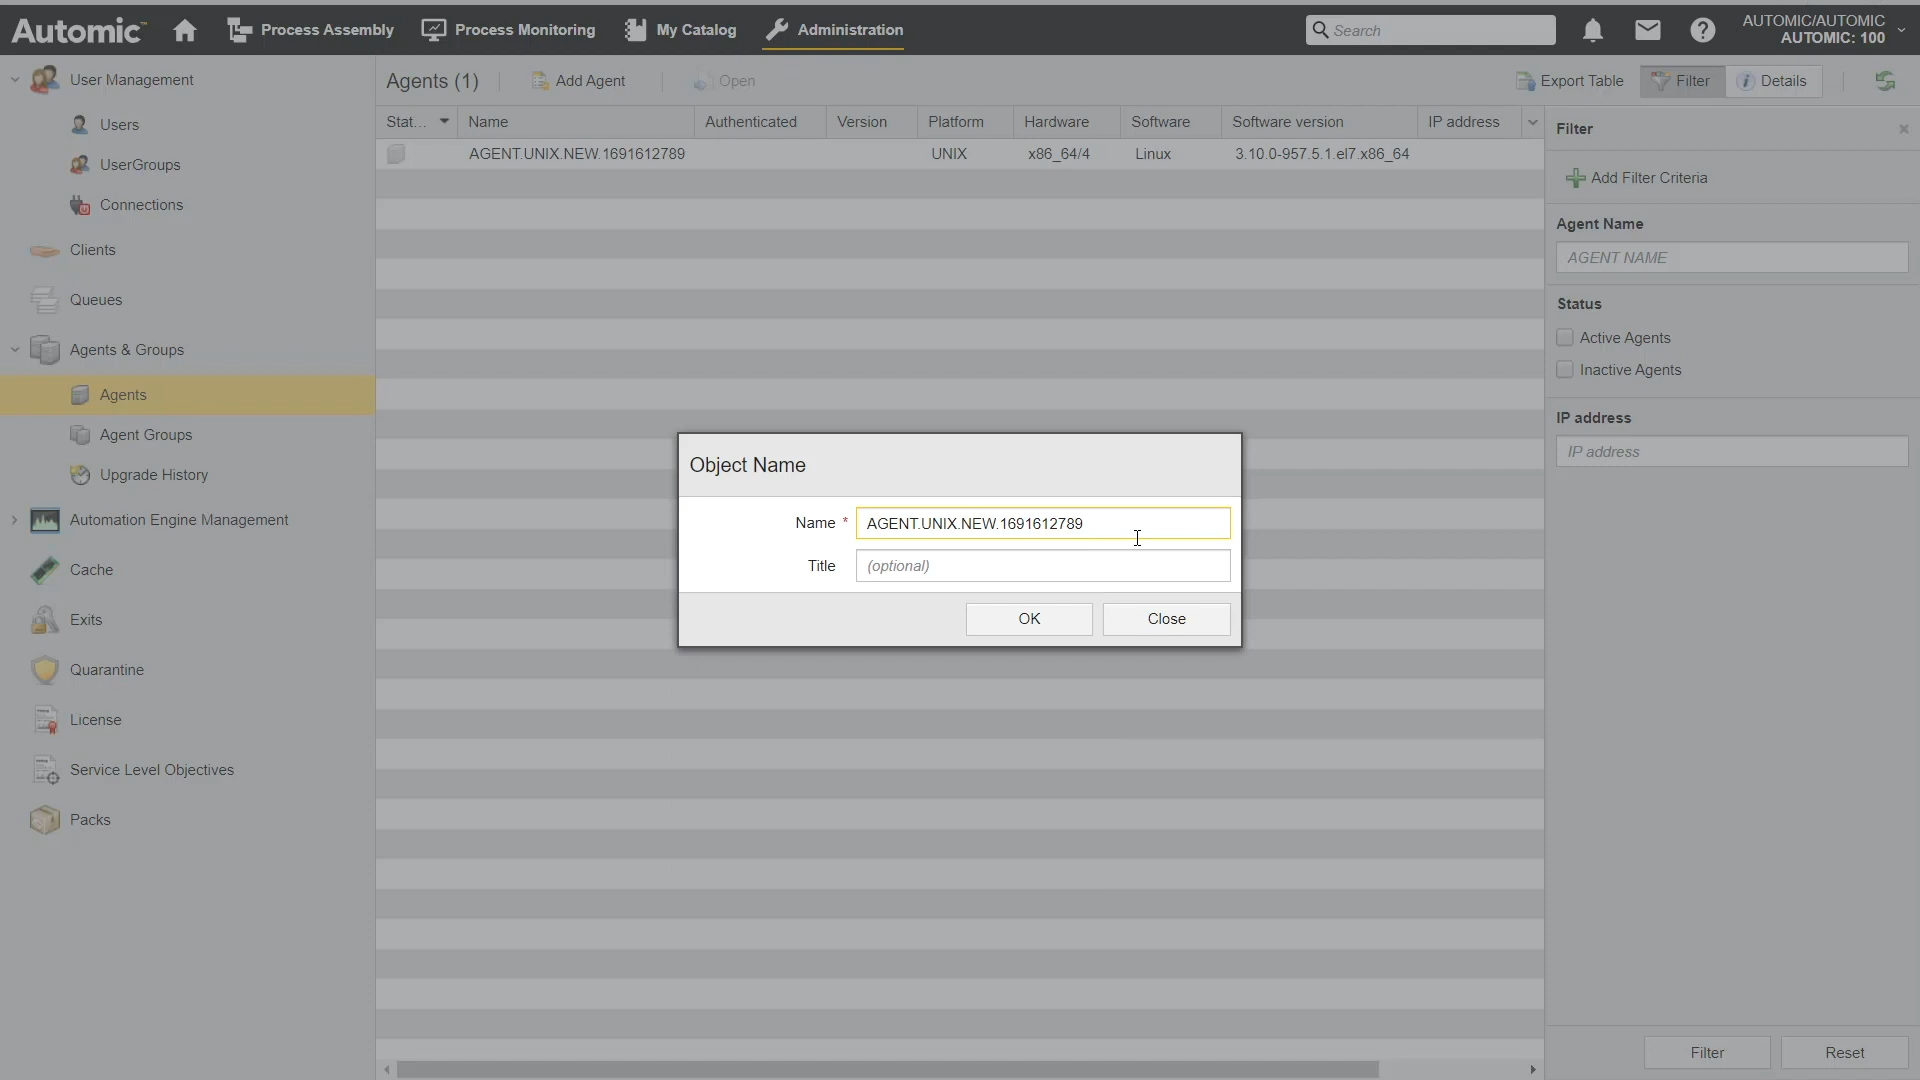 Automic™
Process Assembly
Process Monitoring
My Catalog
Administration
Search
AUTOMIC/AUTOMIC
AUTOMIC: 100
User Management
Users
UserGroups
Connections
Clients
Queues
Agents & Groups
Agents
Agent Groups
Upgrade History
Automation Engine Management
Cache
Exits
Quarantine
License
Service Level Objectives
Packs
Agents (1)
Add Agent
Open
Export Table
Filter
Details
Stat... Name Authenticated Version Platform Hardware Software Software version IP address
AGENT.UNIX.NEW.1691612789 UNIX x86_64/4 Linux 3.10.0-957.5.1.el7.x86_64
Object Name
Name * AGENT.UNIX.NEW.1691612789
Title (optional)
OK Close
Filter
Add Filter Criteria
Agent Name
AGENT NAME
Status
Active Agents
Inactive Agents
IP address
IP address
Filter Reset